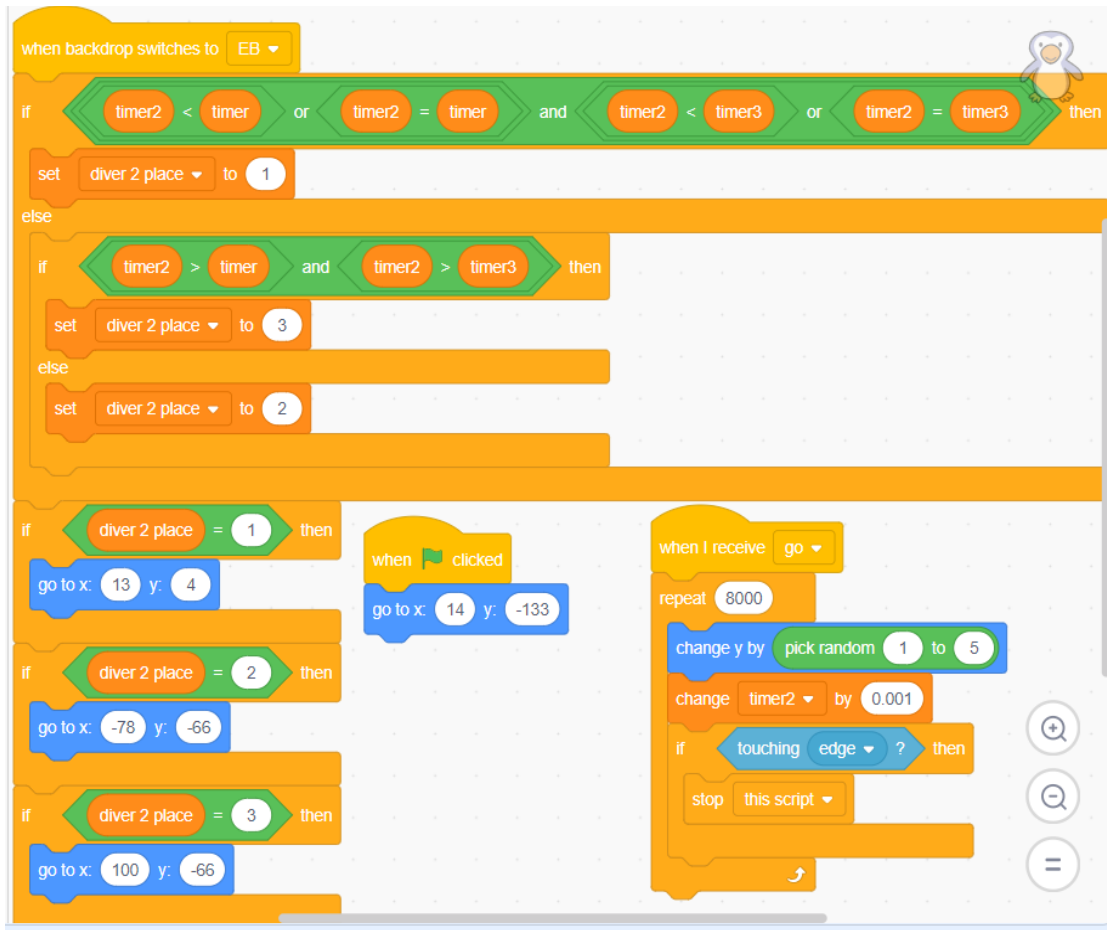 when backdrop switches to EB
if timer2 < timer or timer2 = timer and timer2 < timer3 or timer2 = timer3 then
set diver 2 place to 1
else
if timer2 > timer and timer2 > timer3 then
set diver 2 place to 3
else
set diver 2 place to 2
if diver 2 place = 1 then
go to x: 13 y: 4
if diver 2 place = 2 then
go to x: -78 y: -66
if diver 2 place = 3 then
go to x: 100 y: -66
when clicked
go to x: 14 y: -133
when I receive go
repeat 8000
change y by pick random 1 to 5
change timer2 by 0.001
if touching edge ? then
stop this script